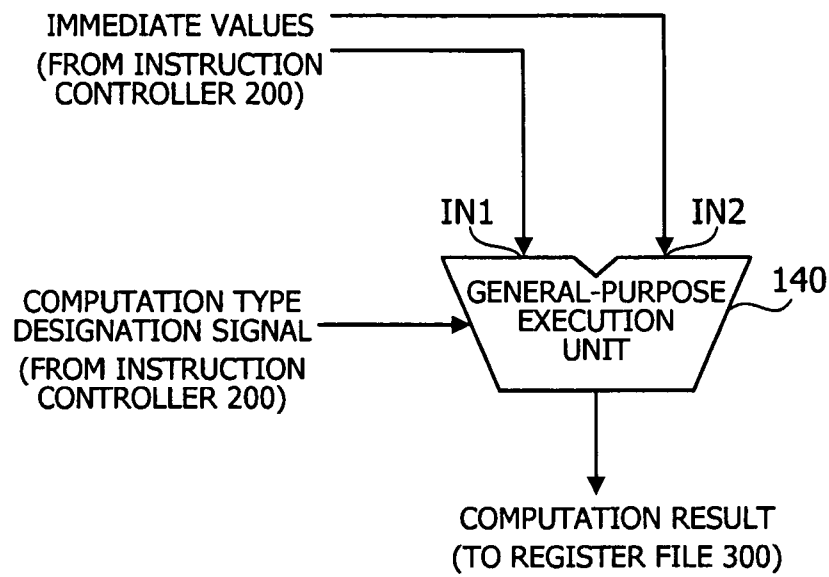 IMMEDIATE VALUES
(FROM INSTRUCTION
CONTROLLER 200)
IN1
IN2
GENERAL-PURPOSE
EXECUTION
UNIT
140
COMPUTATION TYPE
DESIGNATION SIGNAL
(FROM INSTRUCTION
CONTROLLER 200)
COMPUTATION RESULT
(TO REGISTER FILE 300)